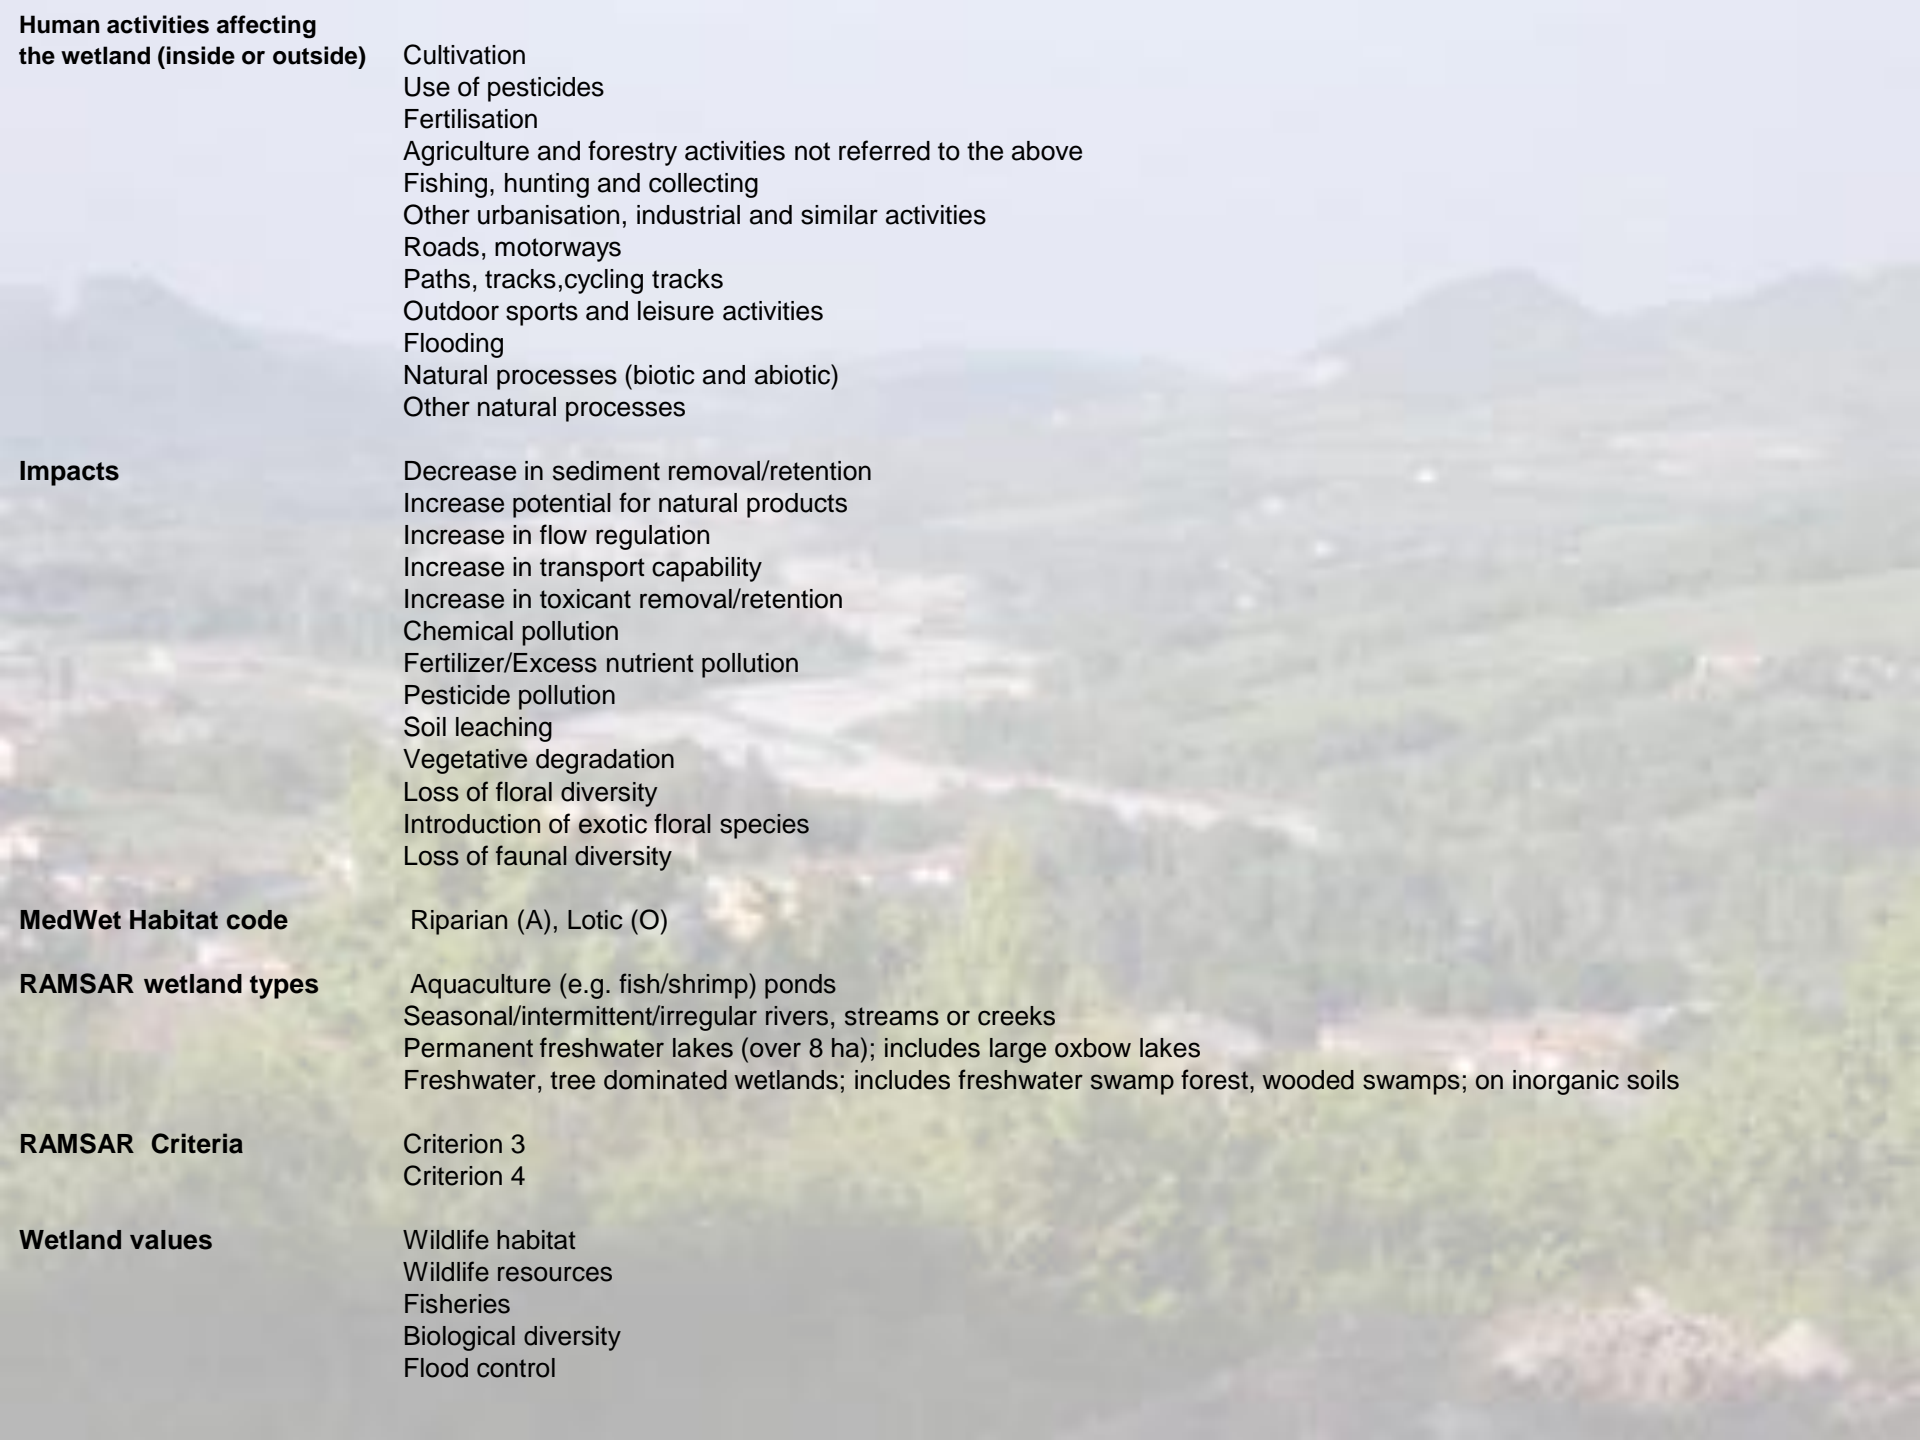 Human activities affecting
the wetland (inside or outside) Cultivation
Use of pesticides
Fertilisation
Agriculture and forestry activities not referred to the above
Fishing, hunting and collecting
Other urbanisation, industrial and similar activities
Roads, motorways
Paths, tracks,cycling tracks
Outdoor sports and leisure activities
Flooding
Natural processes (biotic and abiotic)
Other natural processes
Impacts Decrease in sediment removal/retention
Increase potential for natural products
Increase in flow regulation
Increase in transport capability
Increase in toxicant removal/retention
Chemical pollution
Fertilizer/Excess nutrient pollution
Pesticide pollution
Soil leaching
Vegetative degradation
Loss of floral diversity
Introduction of exotic floral species
Loss of faunal diversity
MedWet Habitat code Riparian (A), Lotic (O)
RAMSAR wetland types Aquaculture (e.g. fish/shrimp) ponds
Seasonal/intermittent/irregular rivers, streams or creeks
Permanent freshwater lakes (over 8 ha); includes large oxbow lakes
Freshwater, tree dominated wetlands; includes freshwater swamp forest, wooded swamps; on inorganic soils
RAMSAR Criteria Criterion 3
Criterion 4
Wetland values Wildlife habitat
Wildlife resources
Fisheries
Biological diversity
Flood control